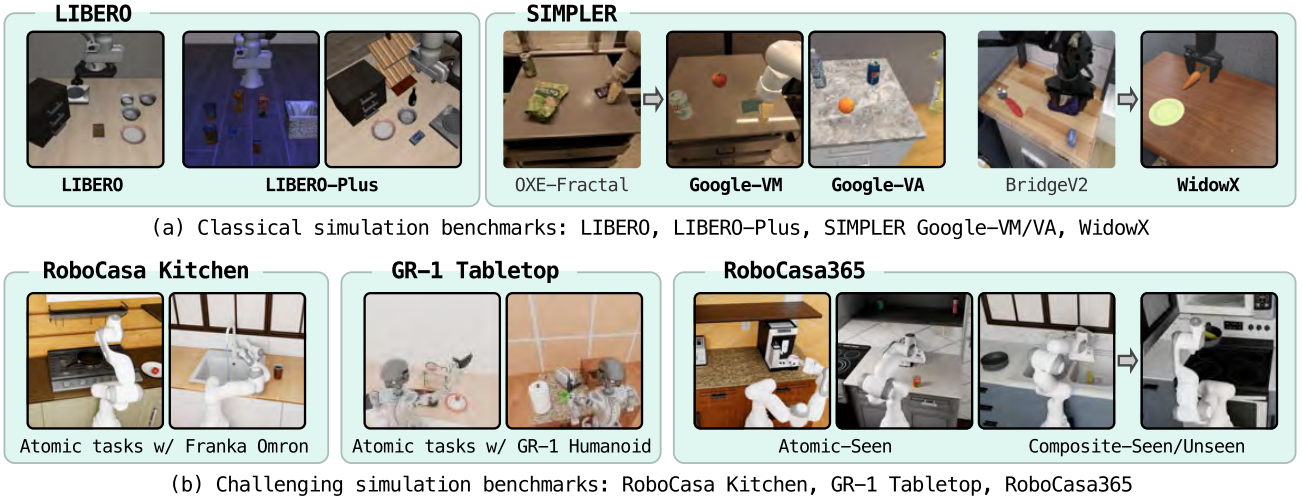 LIBERO
SIMPLER
LIBERO
LIBERO-Plus
OXE-Fractal
Google-VM
Google-VA
BridgeV2
WidowX
(a) Classical simulation benchmarks: LIBERO, LIBERO-Plus, SIMPLER Google-VM/VA, WidowX
RoboCasa Kitchen
GR-1 Tabletop
RoboCasa365
Atomic tasks w/ Franka Omron
Atomic tasks w/ GR-1 Humanoid
Atomic-Seen
Composite-Seen/Unseen
(b) Challenging simulation benchmarks: RoboCasa Kitchen, GR-1 Tabletop, RoboCasa365